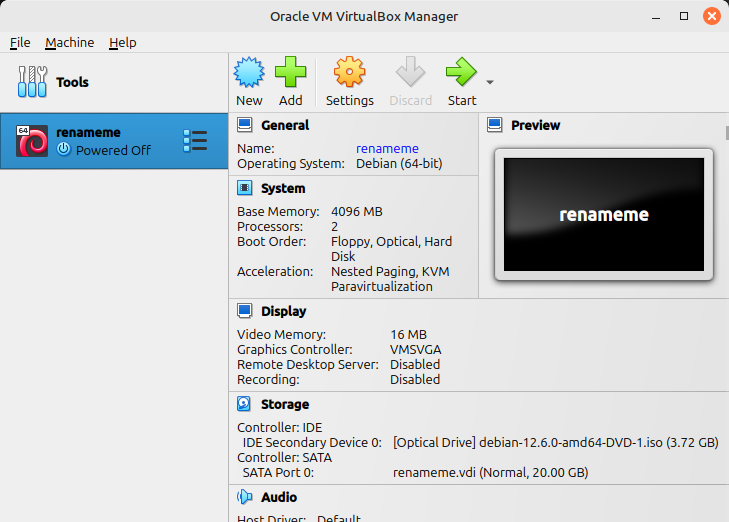 Oracle VM VirtualBox Manager
File Machine Help
Tools
64
renameme
Powered Off
New Add Settings Discard Start
General
Name: renameme
Operating System: Debian (64-bit)
Preview
renameme
System
Base Memory: 4096 MB
Processors: 2
Boot Order: Floppy, Optical, Hard
Disk
Acceleration: Nested Paging, KVM
Paravirtualization
Display
Video Memory: 16 MB
Graphics Controller: VMSVGA
Remote Desktop Server: Disabled
Recording: Disabled
Storage
Controller: IDE
IDE Secondary Device 0: [Optical Drive] debian-12.6.0-amd64-DVD-1.iso (3.72 GB)
Controller: SATA
SATA Port 0: renameme.vdi (Normal, 20.00 GB)
Audio
Host Driver: Default